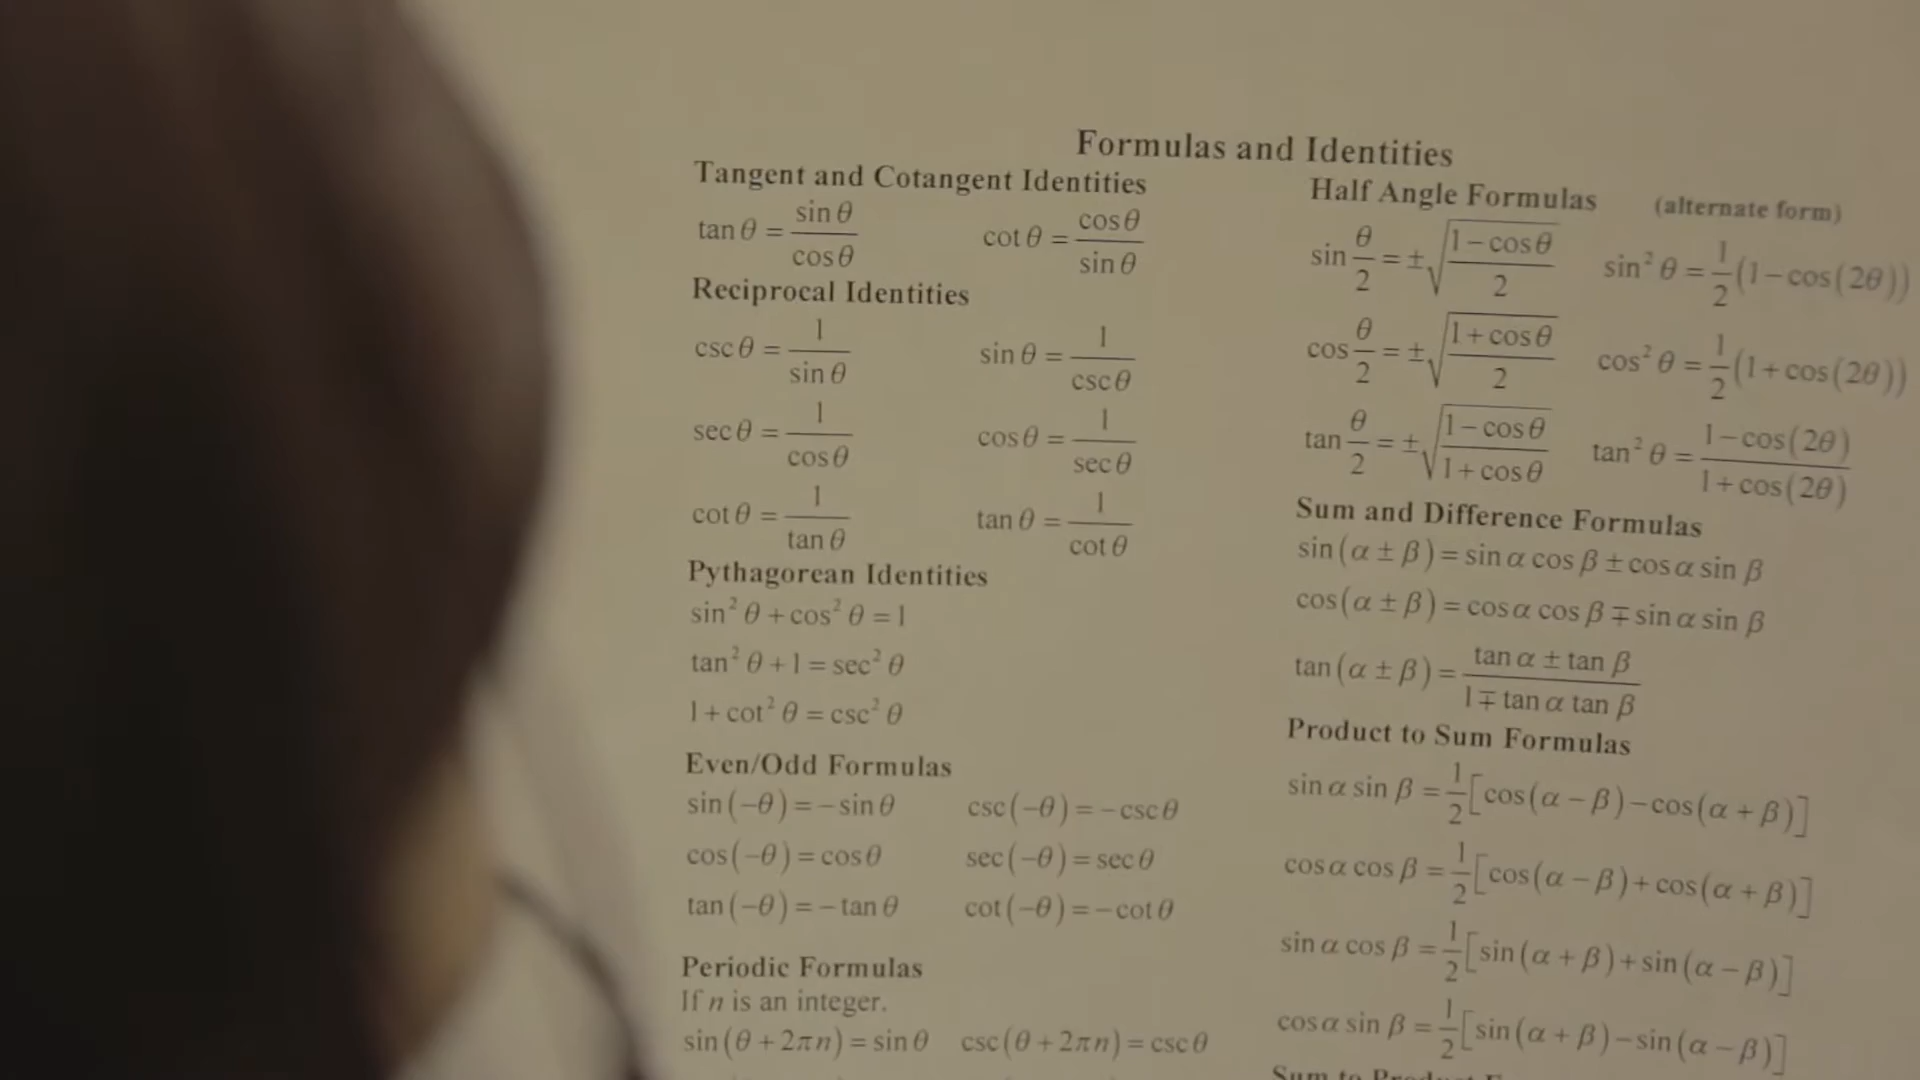 Formulas and Identities
Tangent and Cotangent Identities
tan θ = sin θ / cos θ    cot θ = cos θ / sin θ
Reciprocal Identities
csc θ = 1 / sin θ    sin θ = 1 / csc θ
sec θ = 1 / cos θ    cos θ = 1 / sec θ
cot θ = 1 / tan θ    tan θ = 1 / cot θ
Pythagorean Identities
sin² θ + cos² θ = 1
tan² θ + 1 = sec² θ
1 + cot² θ = csc² θ
Even/Odd Formulas
sin(−θ) = −sin θ    csc(−θ) = −csc θ
cos(−θ) = cos θ    sec(−θ) = sec θ
tan(−θ) = −tan θ    cot(−θ) = −cot θ
Periodic Formulas
If n is an integer.
sin(θ + 2πn) = sin θ    csc(θ + 2πn) = csc θ
Half Angle Formulas    (alternate form)
sin θ/2 = ±√((1 − cos θ) / 2)    sin² θ = 1/2 (1 − cos(2θ))
cos θ/2 = ±√((1 + cos θ) / 2)    cos² θ = 1/2 (1 + cos(2θ))
tan θ/2 = ±√((1 − cos θ) / (1 + cos θ))    tan² θ = (1 − cos(2θ)) / (1 + cos(2θ))
Sum and Difference Formulas
sin(α ± β) = sin α cos β ± cos α sin β
cos(α ± β) = cos α cos β ∓ sin α sin β
tan(α ± β) = (tan α ± tan β) / (1 ∓ tan α tan β)
Product to Sum Formulas
sin α sin β = 1/2 [cos(α − β) − cos(α + β)]
cos α cos β = 1/2 [cos(α − β) + cos(α + β)]
sin α cos β = 1/2 [sin(α + β) + sin(α − β)]
cos α sin β = 1/2 [sin(α + β) − sin(α − β)]
Sum to Product